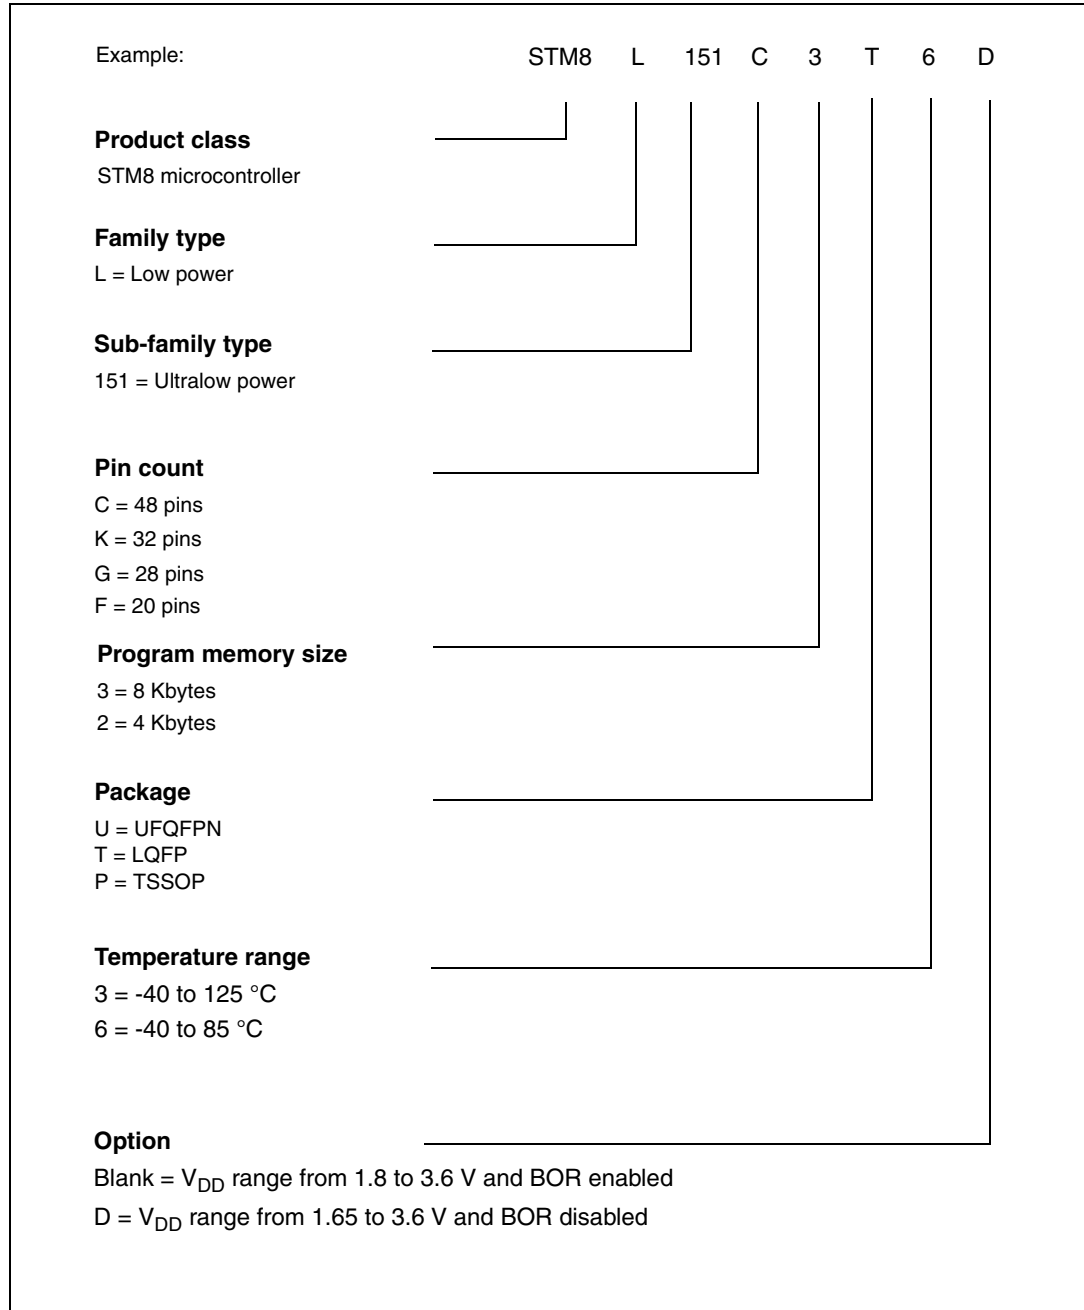 Example: STM8 L 151 C 3 T 6 D
Product class
STM8 microcontroller
Family type
L = Low power
Sub-family type
151 = Ultralow power
Pin count
C = 48 pins
K = 32 pins
G = 28 pins
F = 20 pins
Program memory size
3 = 8 Kbytes
2 = 4 Kbytes
Package
U = UFQFPN
T = LQFP
P = TSSOP
Temperature range
3 = -40 to 125 °C
6 = -40 to 85 °C
Option
Blank = VDD range from 1.8 to 3.6 V and BOR enabled
D = VDD range from 1.65 to 3.6 V and BOR disabled